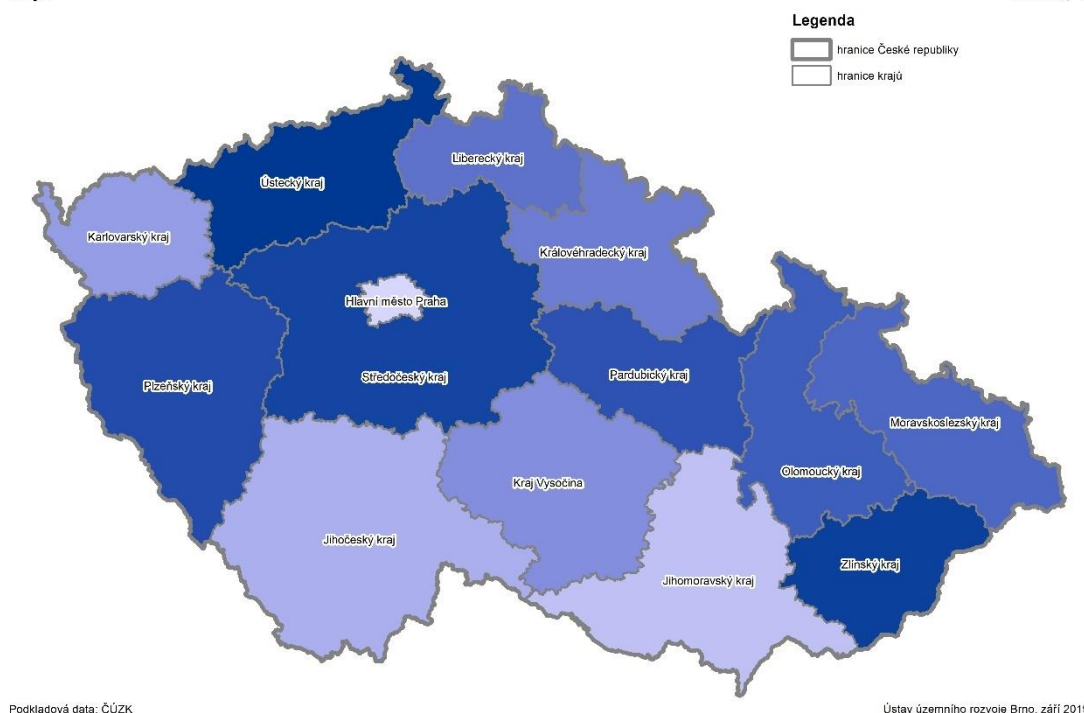 Legenda
hranice České republiky
hranice krajů
Liberecký kraj
Ústecký kraj
Karlovarský kraj
Královéhradecký kraj
Hlavní město Praha
Středočeský kraj
Pardubický kraj
Plzeňský kraj
Moravskoslezský kraj
Olomoucký kraj
Kraj Vysočina
Jihočeský kraj
Zlínský kraj
Jihomoravský kraj
Podkladová data: ČÚZK
Ústav územního rozvoje Brno, září 2019